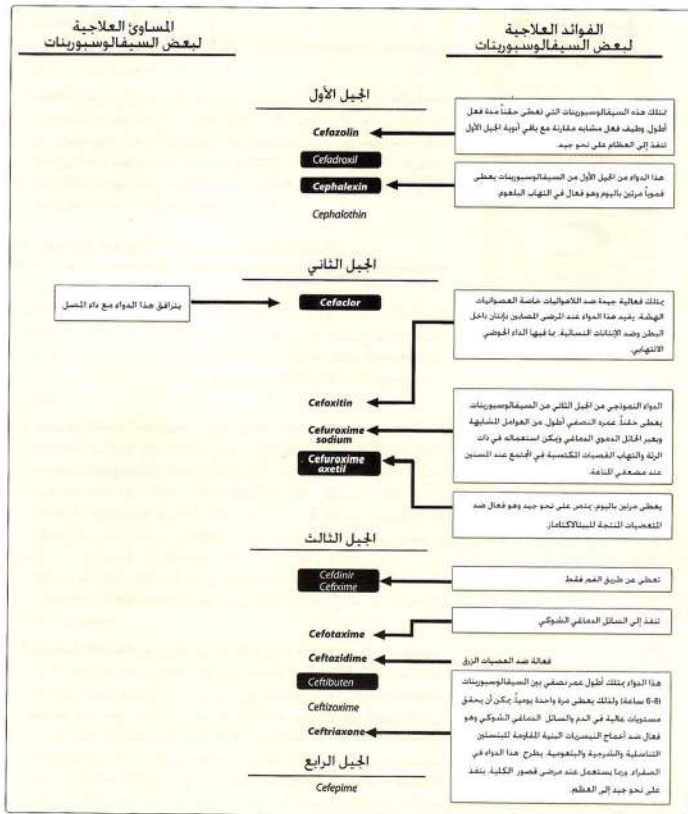 الفوائد العلاجية
لبعض السيفالوسبورينات
المساوئ العلاجية
لبعض السيفالوسبورينات
الجيل الأول
يمتلك هذه السيفالوسبورينات التي تعطى حقناً مدة فعل
أطول، وطيف فعل مشابه مقارنة مع باقي أدوية الجيل الأول
تنفذ إلى العظام على نحو جيد.
Cefazolin
Cefadroxil
هذا الدواء من الجيل الأول من السيفالوسبورينات يعطى
فموياً مرتين باليوم وهو فعال في التهاب البلعوم.
Cephalexin
Cephalothin
الجيل الثاني
يمتلك فعالية جيدة ضد اللاهوائيات خاصة العصوانيات
الهشة. يفيد هذا الدواء عند المرضى المصابين بإنتان داخل
البطن وضد الإنتانات النسائية، بما فيها الداء الحوضي
الالتهابي.
Cefaclor
يترافق هذا الدواء مع داء المصل
Cefoxitin
الدواء النموذجي من الجيل الثاني من السيفالوسبورينات
يعطى حقناً. عمره النصفي أطول، من العوامل المشابهة
ويعبر الحائل الدموي الدماغي ويمكن استعماله في ذات
الرئة والتهاب القصبات المكتسبة في المجتمع عند المسنين
عند مضعفي المناعة.
Cefuroxime
sodium
Cefuroxime
axetil
يعطى مرتين باليوم، يمتص على نحو جيد وهو فعال ضد
المتعضيات المنتجة للبيتالاكتاماز.
الجيل الثالث
Cefdinir
Cefixime
تعطى عن طريق الفم فقط
Cefotaxime
تنفذ إلى السائل الدماغي الشوكي
Ceftazidime
فعالة ضد العصيات الزرق
Ceftibuten
Ceftizoxime
Ceftriaxone
هذا الدواء يمتلك أطول عمر نصفي بين السيفالوسبورينات
(6-8 ساعة) ولذلك يعطى مرة واحدة يومياً. يمكن أن يحقق
مستويات عالية في الدم والسائل الدماغي الشوكي وهو
فعال ضد أخماج النيسريات البنية المقاومة للبنسلين
التناسلية والشرجية والبلعومية. يطرح هذا الدواء في
الصفراء، وربما يستعمل عند مرضى قصور الكلية. ينفذ
على نحو جيد إلى العظم.
الجيل الرابع
Cefepime